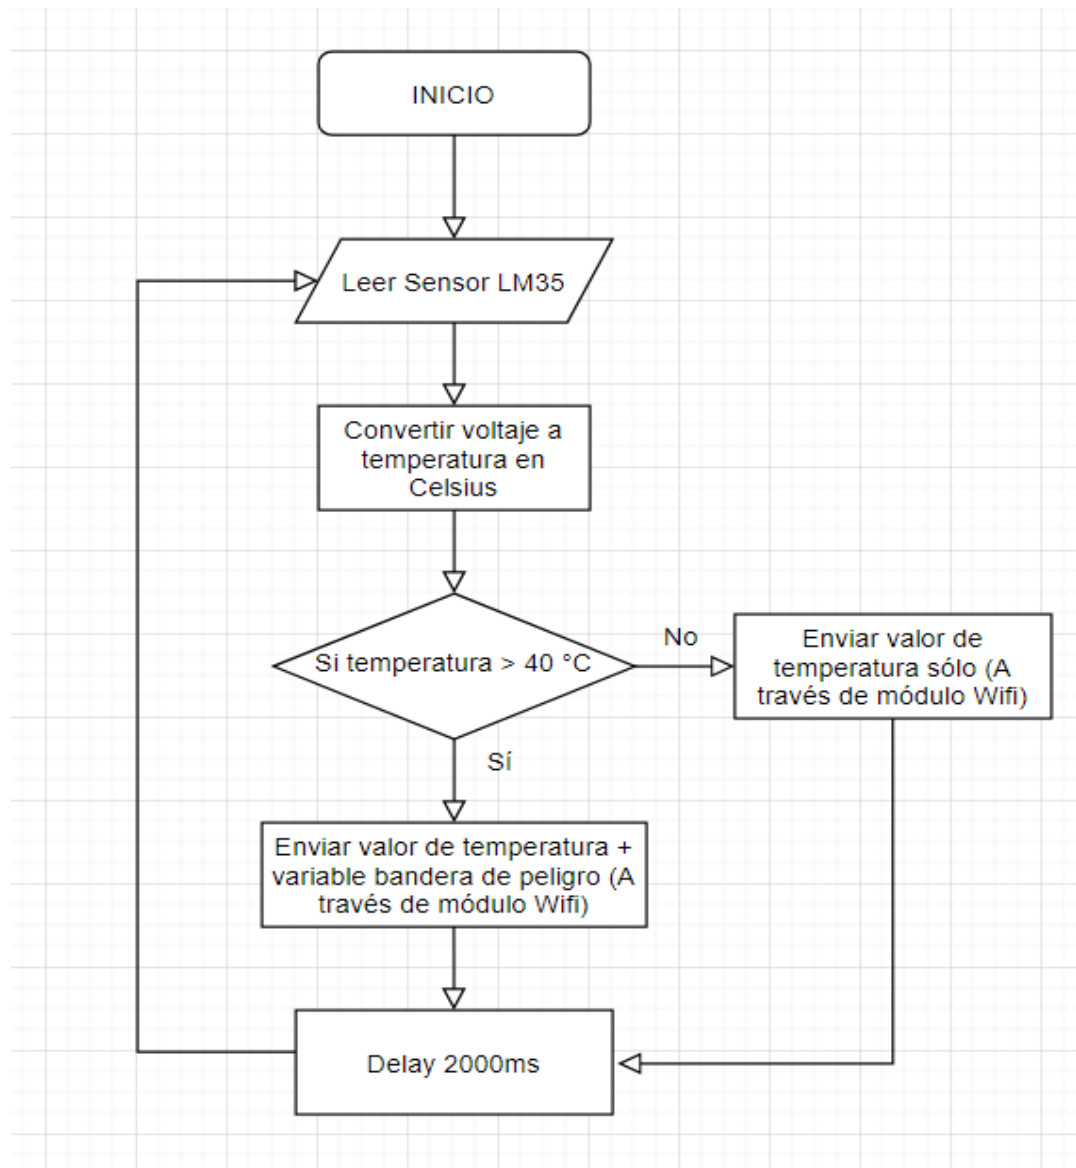 INICIO
Leer Sensor LM35
Convertir voltaje a
temperatura en
Celsius
Si temperatura > 40 °C
No
Enviar valor de
temperatura sólo (A
través de módulo Wifi)
Sí
Enviar valor de temperatura +
variable bandera de peligro (A
través de módulo Wifi)
Delay 2000ms